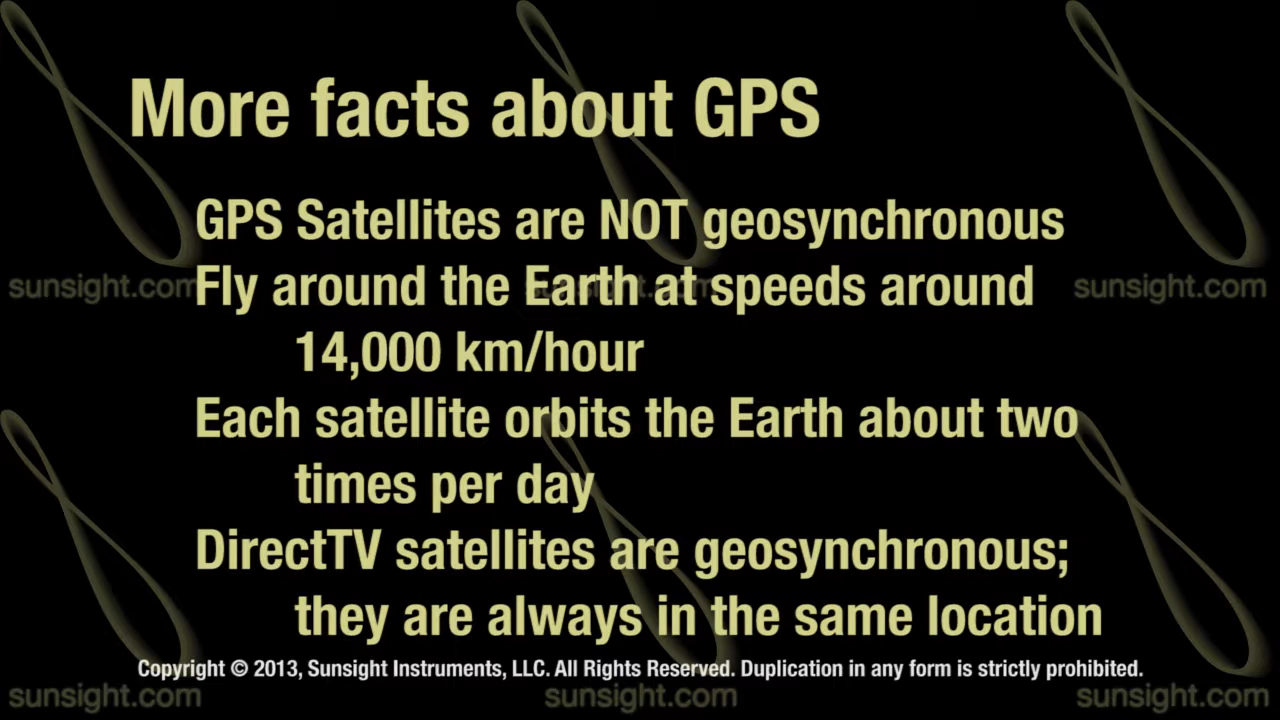 More facts about GPS
GPS Satellites are NOT geosynchronous
Fly around the Earth at speeds around
14,000 km/hour
Each satellite orbits the Earth about two
times per day
DirectTV satellites are geosynchronous;
they are always in the same location
Copyright © 2013, Sunsight Instruments, LLC. All Rights Reserved. Duplication in any form is strictly prohibited.
sunsight.com
sunsight.com
sunsight.com
sunsight.com
sunsight.com
sunsight.com